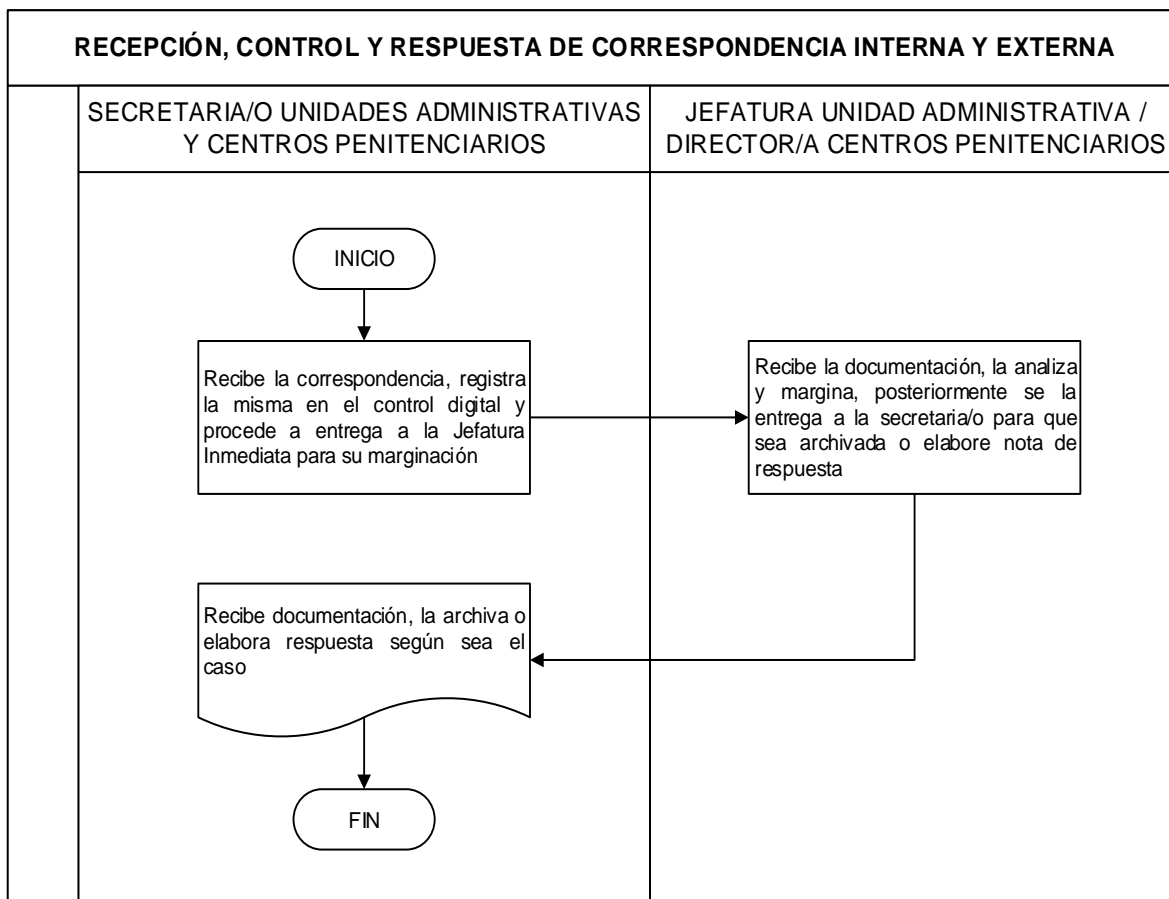 RECEPCIÓN, CONTROL Y RESPUESTA DE CORRESPONDENCIA INTERNA Y EXTERNA
SECRETARIA/O UNIDADES ADMINISTRATIVAS
Y CENTROS PENITENCIARIOS
JEFATURA UNIDAD ADMINISTRATIVA /
DIRECTOR/A CENTROS PENITENCIARIOS
INICIO
Recibe la correspondencia, registra
la misma en el control digital y
procede a entrega a la Jefatura
Inmediata para su marginación
Recibe la documentación, la analiza
y margina, posteriormente se la
entrega a la secretaria/o para que
sea archivada o elabore nota de
respuesta
Recibe documentación, la archiva o
elabora respuesta según sea el
caso
FIN